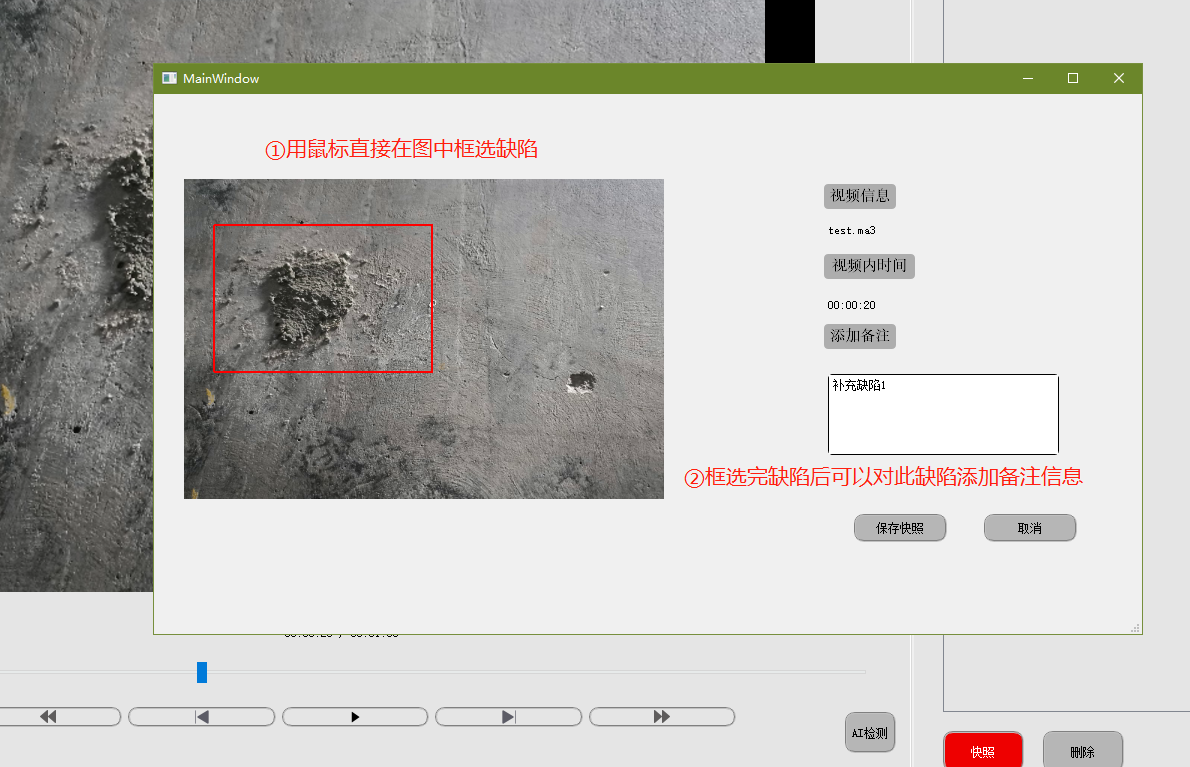 MainWindow
①用鼠标直接在图中框选缺陷
视频信息
test.ma3
视频内时间
00:00:20
添加备注
补充缺陷1
②框选完缺陷后可以对此缺陷添加备注信息
保存快照
取消
AI检测
快照
删除